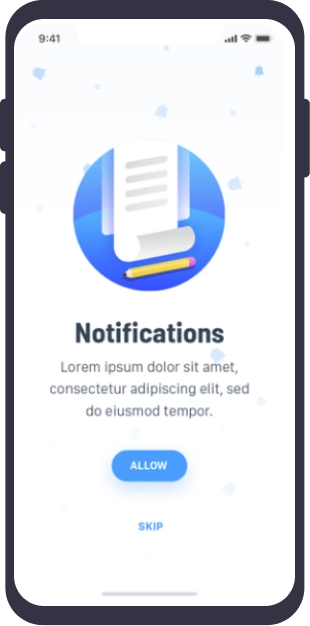 9:41
Notifications
Lorem ipsum dolor sit amet,
consectetur adipiscing elit, sed
do eiusmod tempor.
ALLOW
SKIP